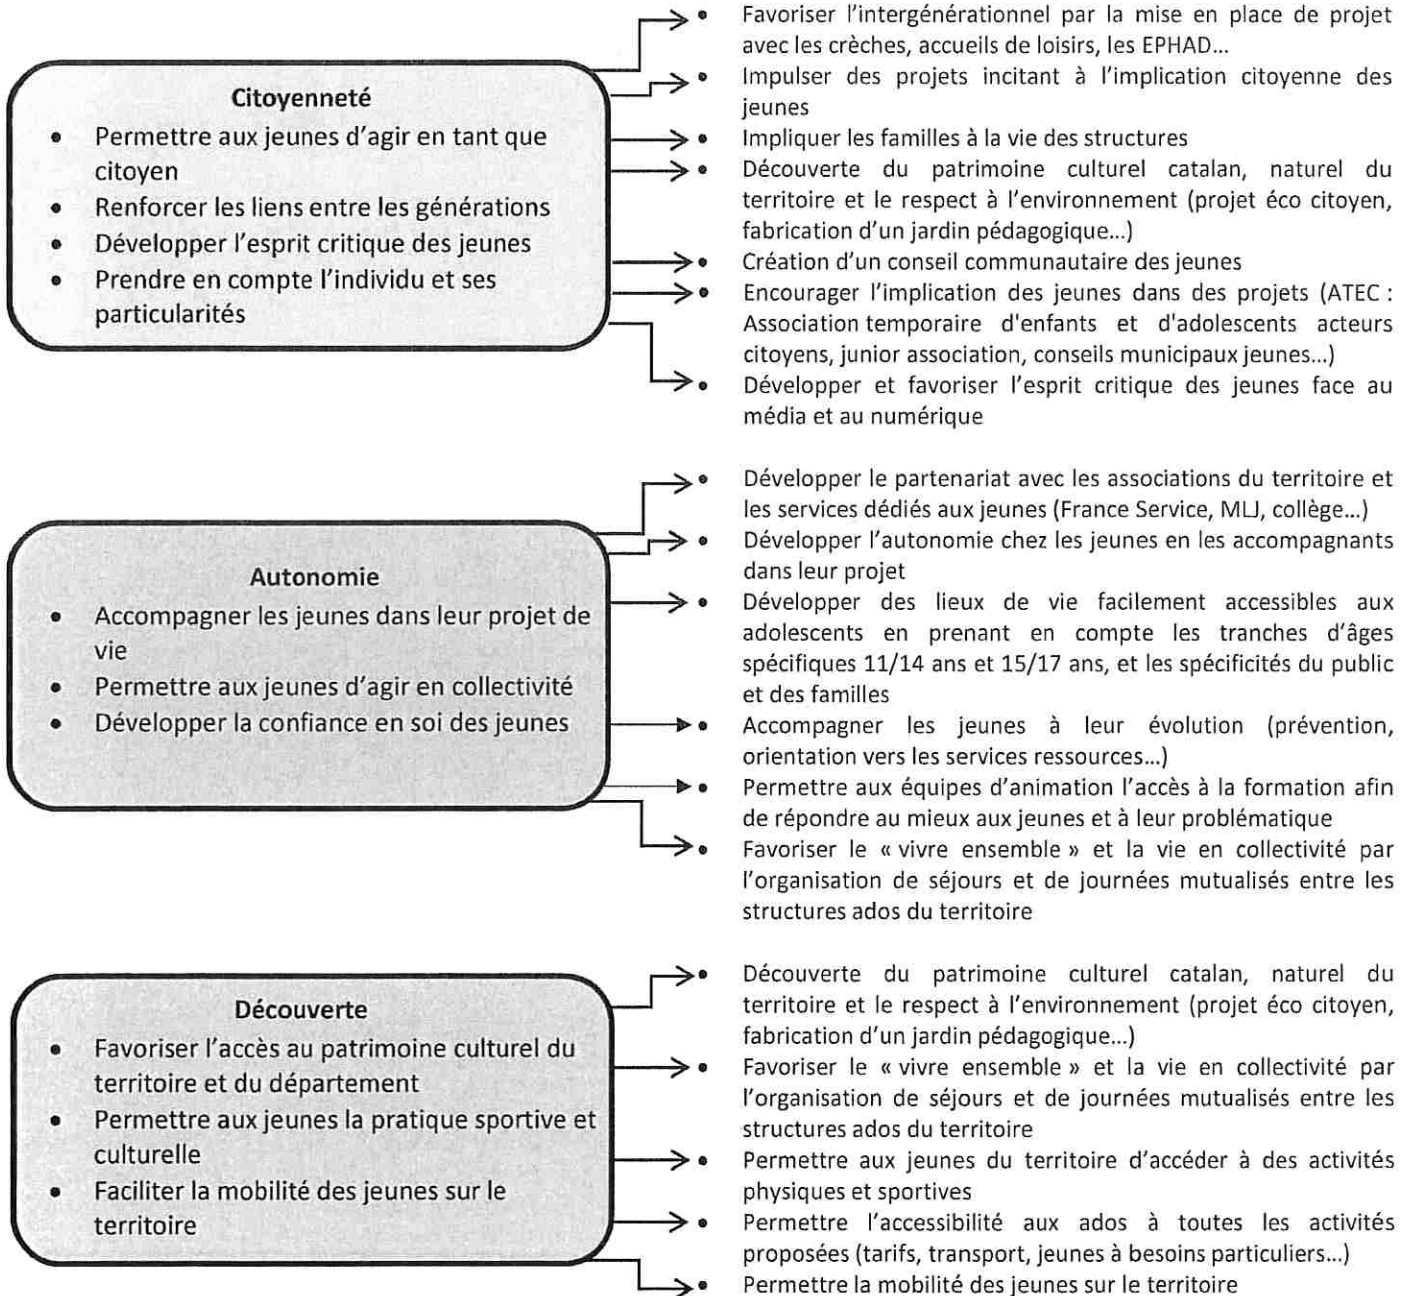 Citoyenneté
• Permettre aux jeunes d'agir en tant que
citoyen
• Renforcer les liens entre les générations
• Développer l'esprit critique des jeunes
• Prendre en compte l'individu et ses
particularités
• Favoriser l'intergénérationnel par la mise en place de projet
avec les crèches, accueils de loisirs, les EPHAD...
• Impulser des projets incitant à l'implication citoyenne des
jeunes
• Impliquer les familles à la vie des structures
• Découverte du patrimoine culturel catalan, naturel du
territoire et le respect à l'environnement (projet éco citoyen,
fabrication d'un jardin pédagogique...)
• Création d'un conseil communautaire des jeunes
• Encourager l'implication des jeunes dans des projets (ATEC :
Association temporaire d'enfants et d'adolescents acteurs
citoyens, junior association, conseils municipaux jeunes...)
• Développer et favoriser l'esprit critique des jeunes face au
média et au numérique
Autonomie
• Accompagner les jeunes dans leur projet de
vie
• Permettre aux jeunes d'agir en collectivité
• Développer la confiance en soi des jeunes
• Développer le partenariat avec les associations du territoire et
les services dédiés aux jeunes (France Service, MLJ, collège...)
• Développer l'autonomie chez les jeunes en les accompagnants
dans leur projet
• Développer des lieux de vie facilement accessibles aux
adolescents en prenant en compte les tranches d'âges
spécifiques 11/14 ans et 15/17 ans, et les spécificités du public
et des familles
• Accompagner les jeunes à leur évolution (prévention,
orientation vers les services ressources...)
• Permettre aux équipes d'animation l'accès à la formation afin
de répondre au mieux aux jeunes et à leur problématique
• Favoriser le « vivre ensemble » et la vie en collectivité par
l'organisation de séjours et de journées mutualisés entre les
structures ados du territoire
Découverte
• Favoriser l'accès au patrimoine culturel du
territoire et du département
• Permettre aux jeunes la pratique sportive et
culturelle
• Faciliter la mobilité des jeunes sur le
territoire
• Découverte du patrimoine culturel catalan, naturel du
territoire et le respect à l'environnement (projet éco citoyen,
fabrication d'un jardin pédagogique...)
• Favoriser le « vivre ensemble » et la vie en collectivité par
l'organisation de séjours et de journées mutualisés entre les
structures ados du territoire
• Permettre aux jeunes du territoire d'accéder à des activités
physiques et sportives
• Permettre l'accessibilité aux ados à toutes les activités
proposées (tarifs, transport, jeunes à besoins particuliers...)
• Permettre la mobilité des jeunes sur le territoire